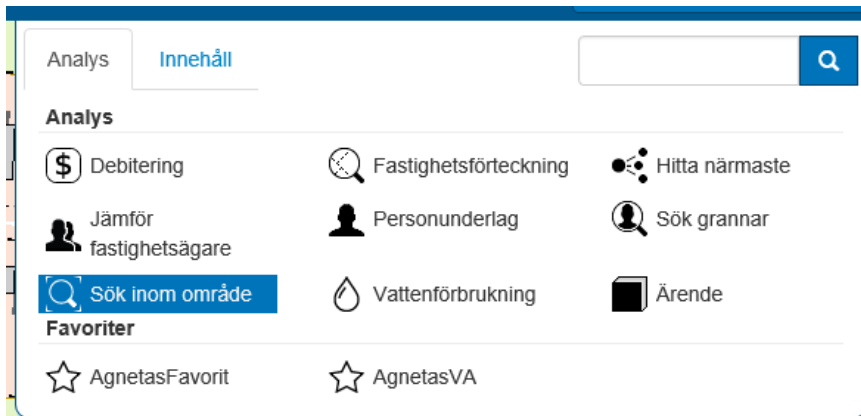 Analys Innehåll
Analys
Debitering Fastighetsförteckning Hitta närmaste
Jämför fastighetsägare Personunderlag Sök grannar
Sök inom område Vattenförbrukning Ärende
Favoriter
AgnetasFavorit AgnetasVA